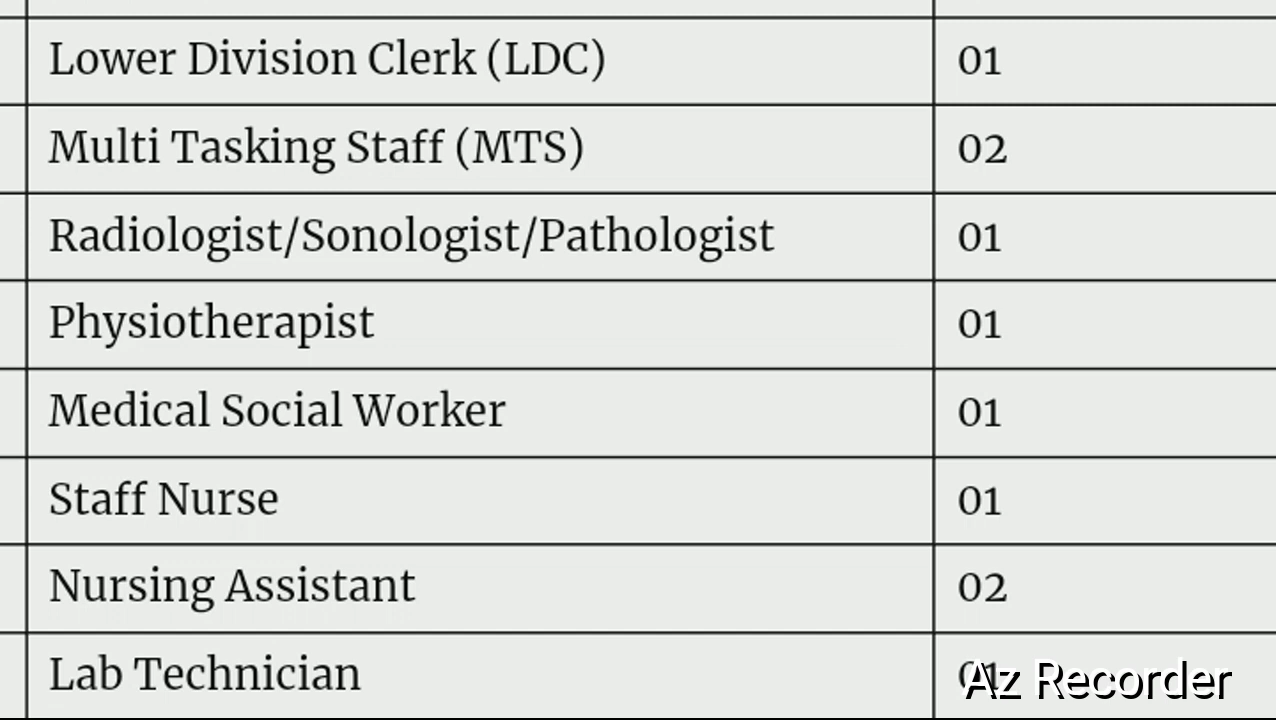 Lower Division Clerk (LDC) 01
Multi Tasking Staff (MTS) 02
Radiologist/Sonologist/Pathologist 01
Physiotherapist 01
Medical Social Worker 01
Staff Nurse 01
Nursing Assistant 02
Lab Technician 01
Az Recorder